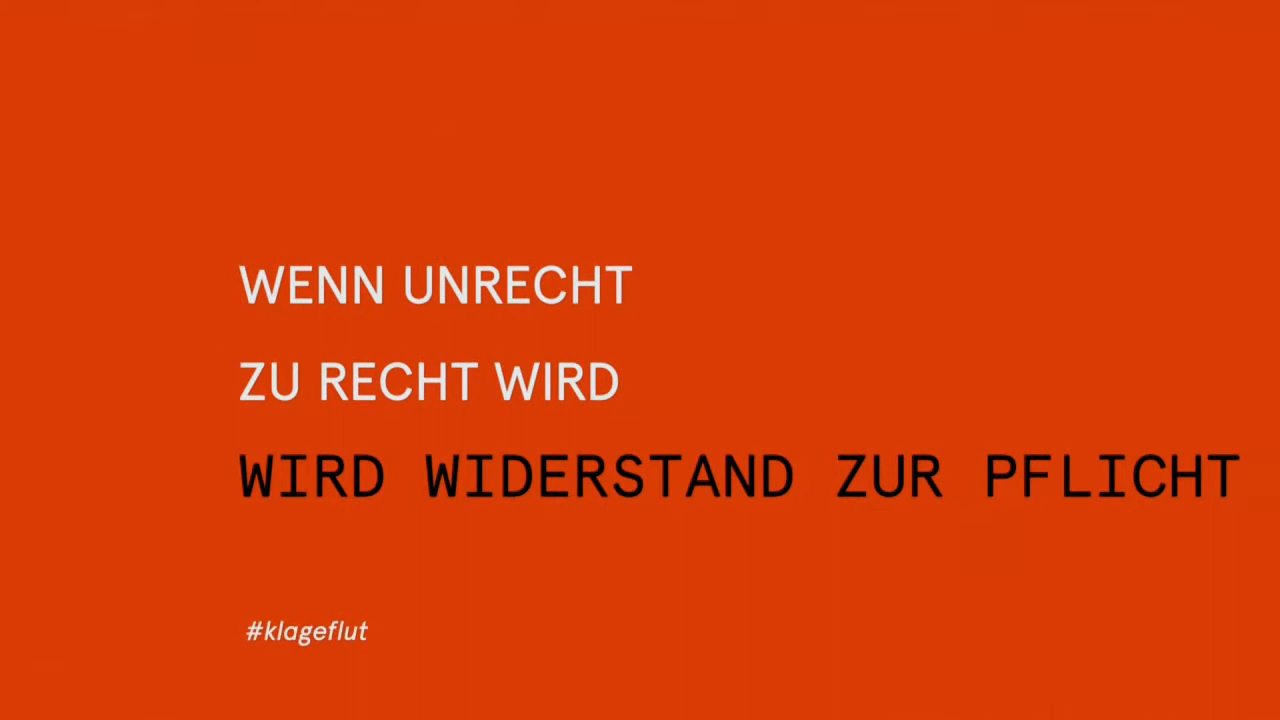 WENN UNRECHT
ZU RECHT WIRD
WIRD WIDERSTAND ZUR PFLICHT
#klageflut